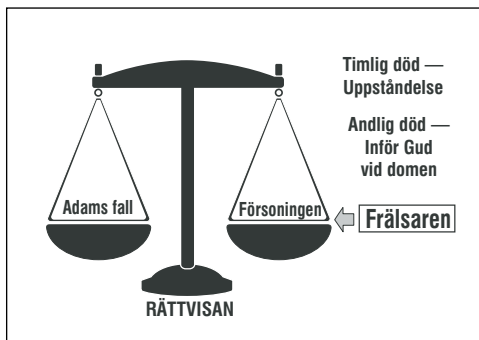 Timlig död —
Uppståndelse
Andlig död —
Inför Gud
vid domen
Adams fall
Försoningen
Frälsaren
RÄTTVISAN